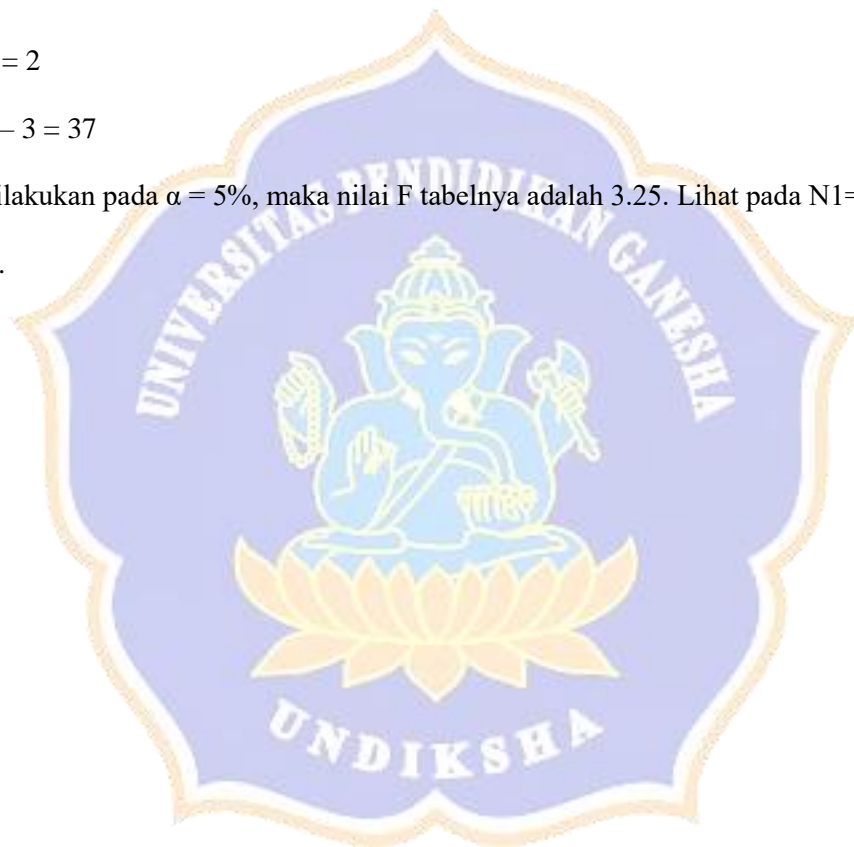 = 2
– 3 = 37
ilakukan pada α = 5%, maka nilai F tabelnya adalah 3.25. Lihat pada N1=
.
UNIVERSITAS PENDIDIKAN GANESHA
UNDIKSHA